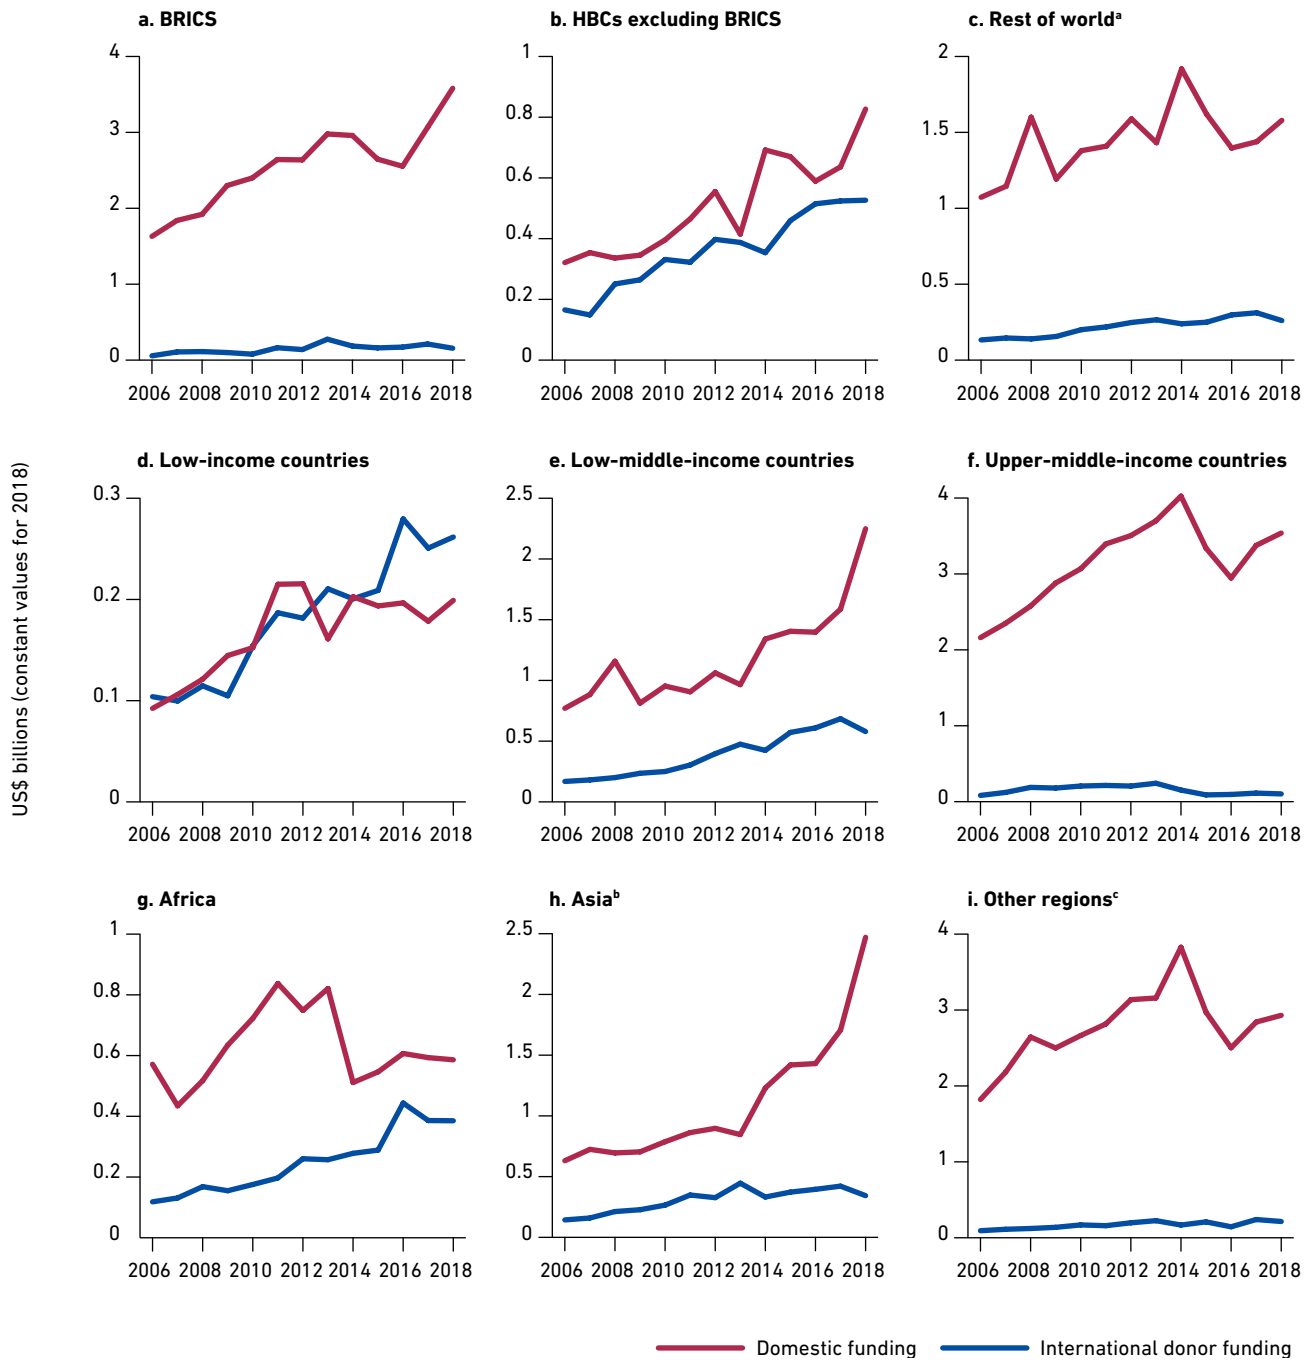 a. BRICS
4
3
2
1
0
2006 2008 2010 2012 2014 2016 2018
b. HBCs excluding BRICS
1
0.8
0.6
0.4
0.2
0
2006 2008 2010 2012 2014 2016 2018
c. Rest of worldᵃ
2
1.5
1
0.5
0
2006 2008 2010 2012 2014 2016 2018
US$ billions (constant values for 2018)
d. Low-income countries
0.3
0.2
0.1
0
2006 2008 2010 2012 2014 2016 2018
e. Low-middle-income countries
2.5
2
1.5
1
0.5
0
2006 2008 2010 2012 2014 2016 2018
f. Upper-middle-income countries
4
3
2
1
0
2006 2008 2010 2012 2014 2016 2018
g. Africa
1
0.8
0.6
0.4
0.2
0
2006 2008 2010 2012 2014 2016 2018
h. Asiaᵇ
2.5
2
1.5
1
0.5
0
2006 2008 2010 2012 2014 2016 2018
i. Other regionsᶜ
4
3
2
1
0
2006 2008 2010 2012 2014 2016 2018
Domestic funding
International donor funding